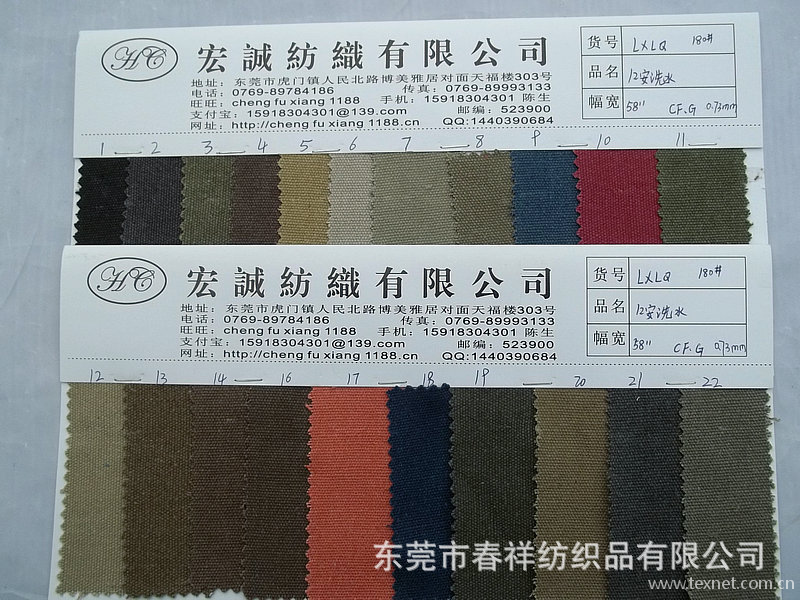 HC
宏誠紡織有限公司
地址：东莞市虎门镇人民北路博美雅居对面天福楼303号
电话：0769-89784186 传真：0769-89993133
旺旺：cheng fu xiang 1188 手机：15918304301 陈生
支付宝：15918304301@139.com 邮编：523900
网址：http://cheng fu xiang 1188.cn QQ:1440390684
货号 LXLQ 180#
品名 12安洗水
幅宽 58" CF.G 0.73mm
1 2 3 4 5 6 7 8 9 10 11
HC
宏誠紡織有限公司
地址：东莞市虎门镇人民北路博美雅居对面天福楼303号
电话：0769-89784186 传真：0769-89993133
旺旺：cheng fu xiang 1188 手机：15918304301 陈生
支付宝：15918304301@139.com 邮编：523900
网址：http://cheng fu xiang 1188.cn QQ:1440390684
货号 LXLQ 180#
品名 12安洗水
幅宽 58" CF.G 0.73mm
12 13 14 16 17 18 19 20 21 22
东莞市春祥纺织品有限公司
www.texnet.com.cn